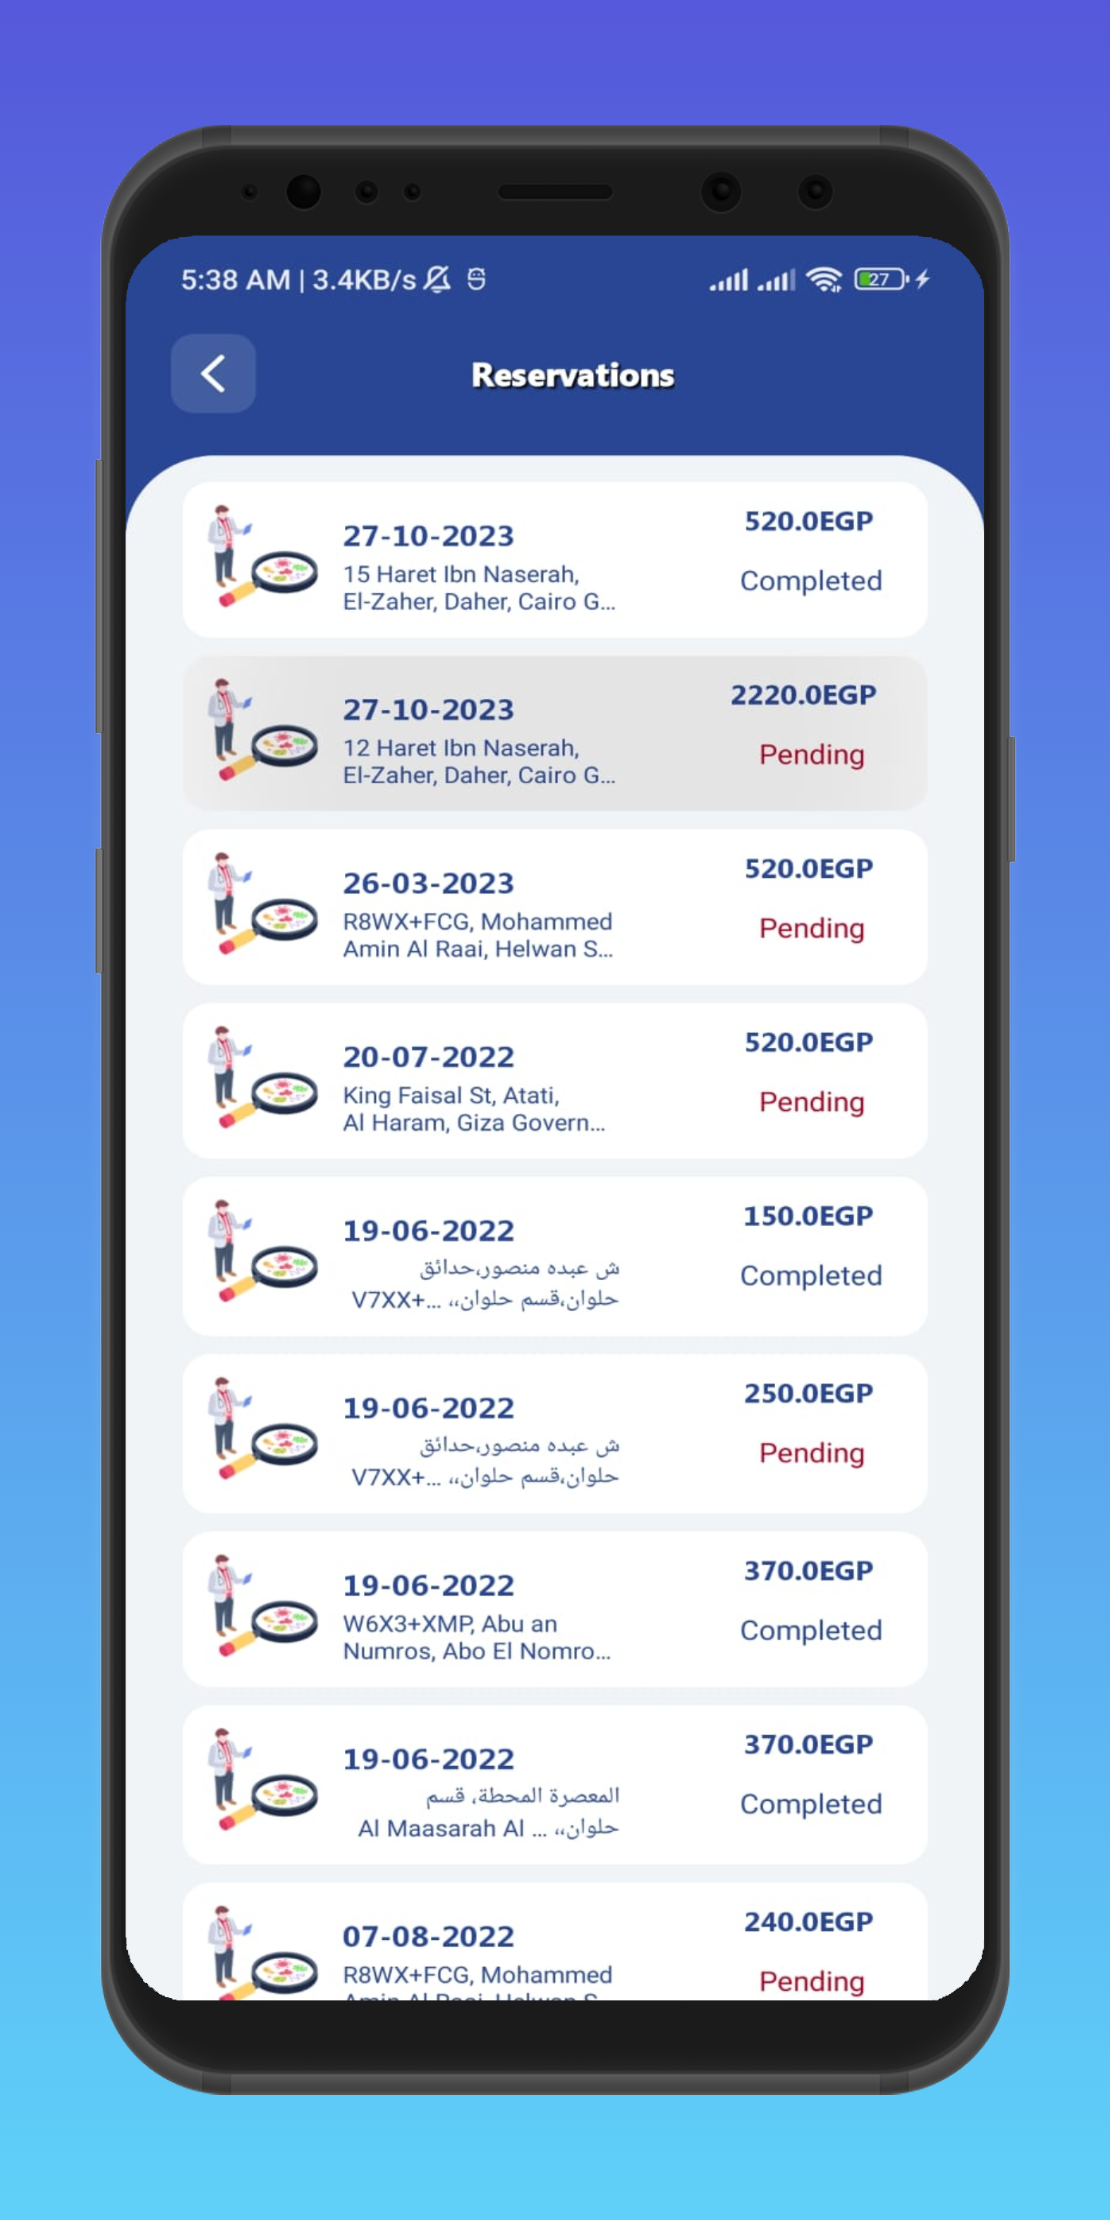 5:38 AM | 3.4KB/s
27
Reservations
27-10-2023
520.0EGP
15 Haret Ibn Naserah,
El-Zaher, Daher, Cairo G...
Completed
27-10-2023
2220.0EGP
12 Haret Ibn Naserah,
El-Zaher, Daher, Cairo G...
Pending
26-03-2023
520.0EGP
R8WX+FCG, Mohammed
Amin Al Raai, Helwan S...
Pending
20-07-2022
520.0EGP
King Faisal St, Atati,
Al Haram, Giza Govern...
Pending
19-06-2022
150.0EGP
ش عبده منصور،حدائق
حلوان،قسم حلوان،، ...+V7XX
Completed
19-06-2022
250.0EGP
ش عبده منصور،حدائق
حلوان،قسم حلوان،، ...+V7XX
Pending
19-06-2022
370.0EGP
W6X3+XMP, Abu an
Numros, Abo El Nomro...
Completed
19-06-2022
370.0EGP
المعصرة المحطة، قسم
حلوان،، ... Al Maasarah Al
Completed
07-08-2022
240.0EGP
R8WX+FCG, Mohammed
Amin Al Raai, Helwan S
Pending